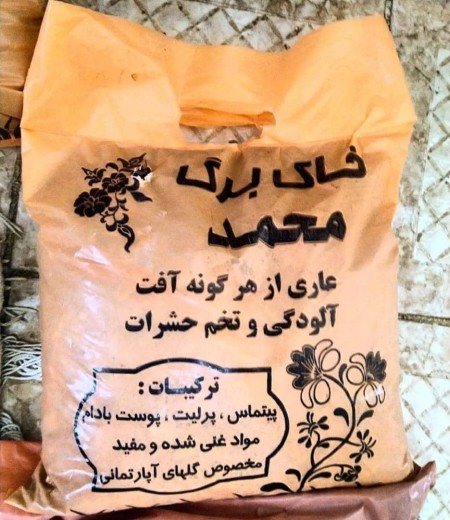 خاک برگ
محمد
عاری از هر گونه آفت
آلودگی و تخم حشرات
ترکیبات :
پیتماس ، پرلیت ، پوست بادام
مواد غنی شده و مفید
مخصوص گلهای آپارتمانی